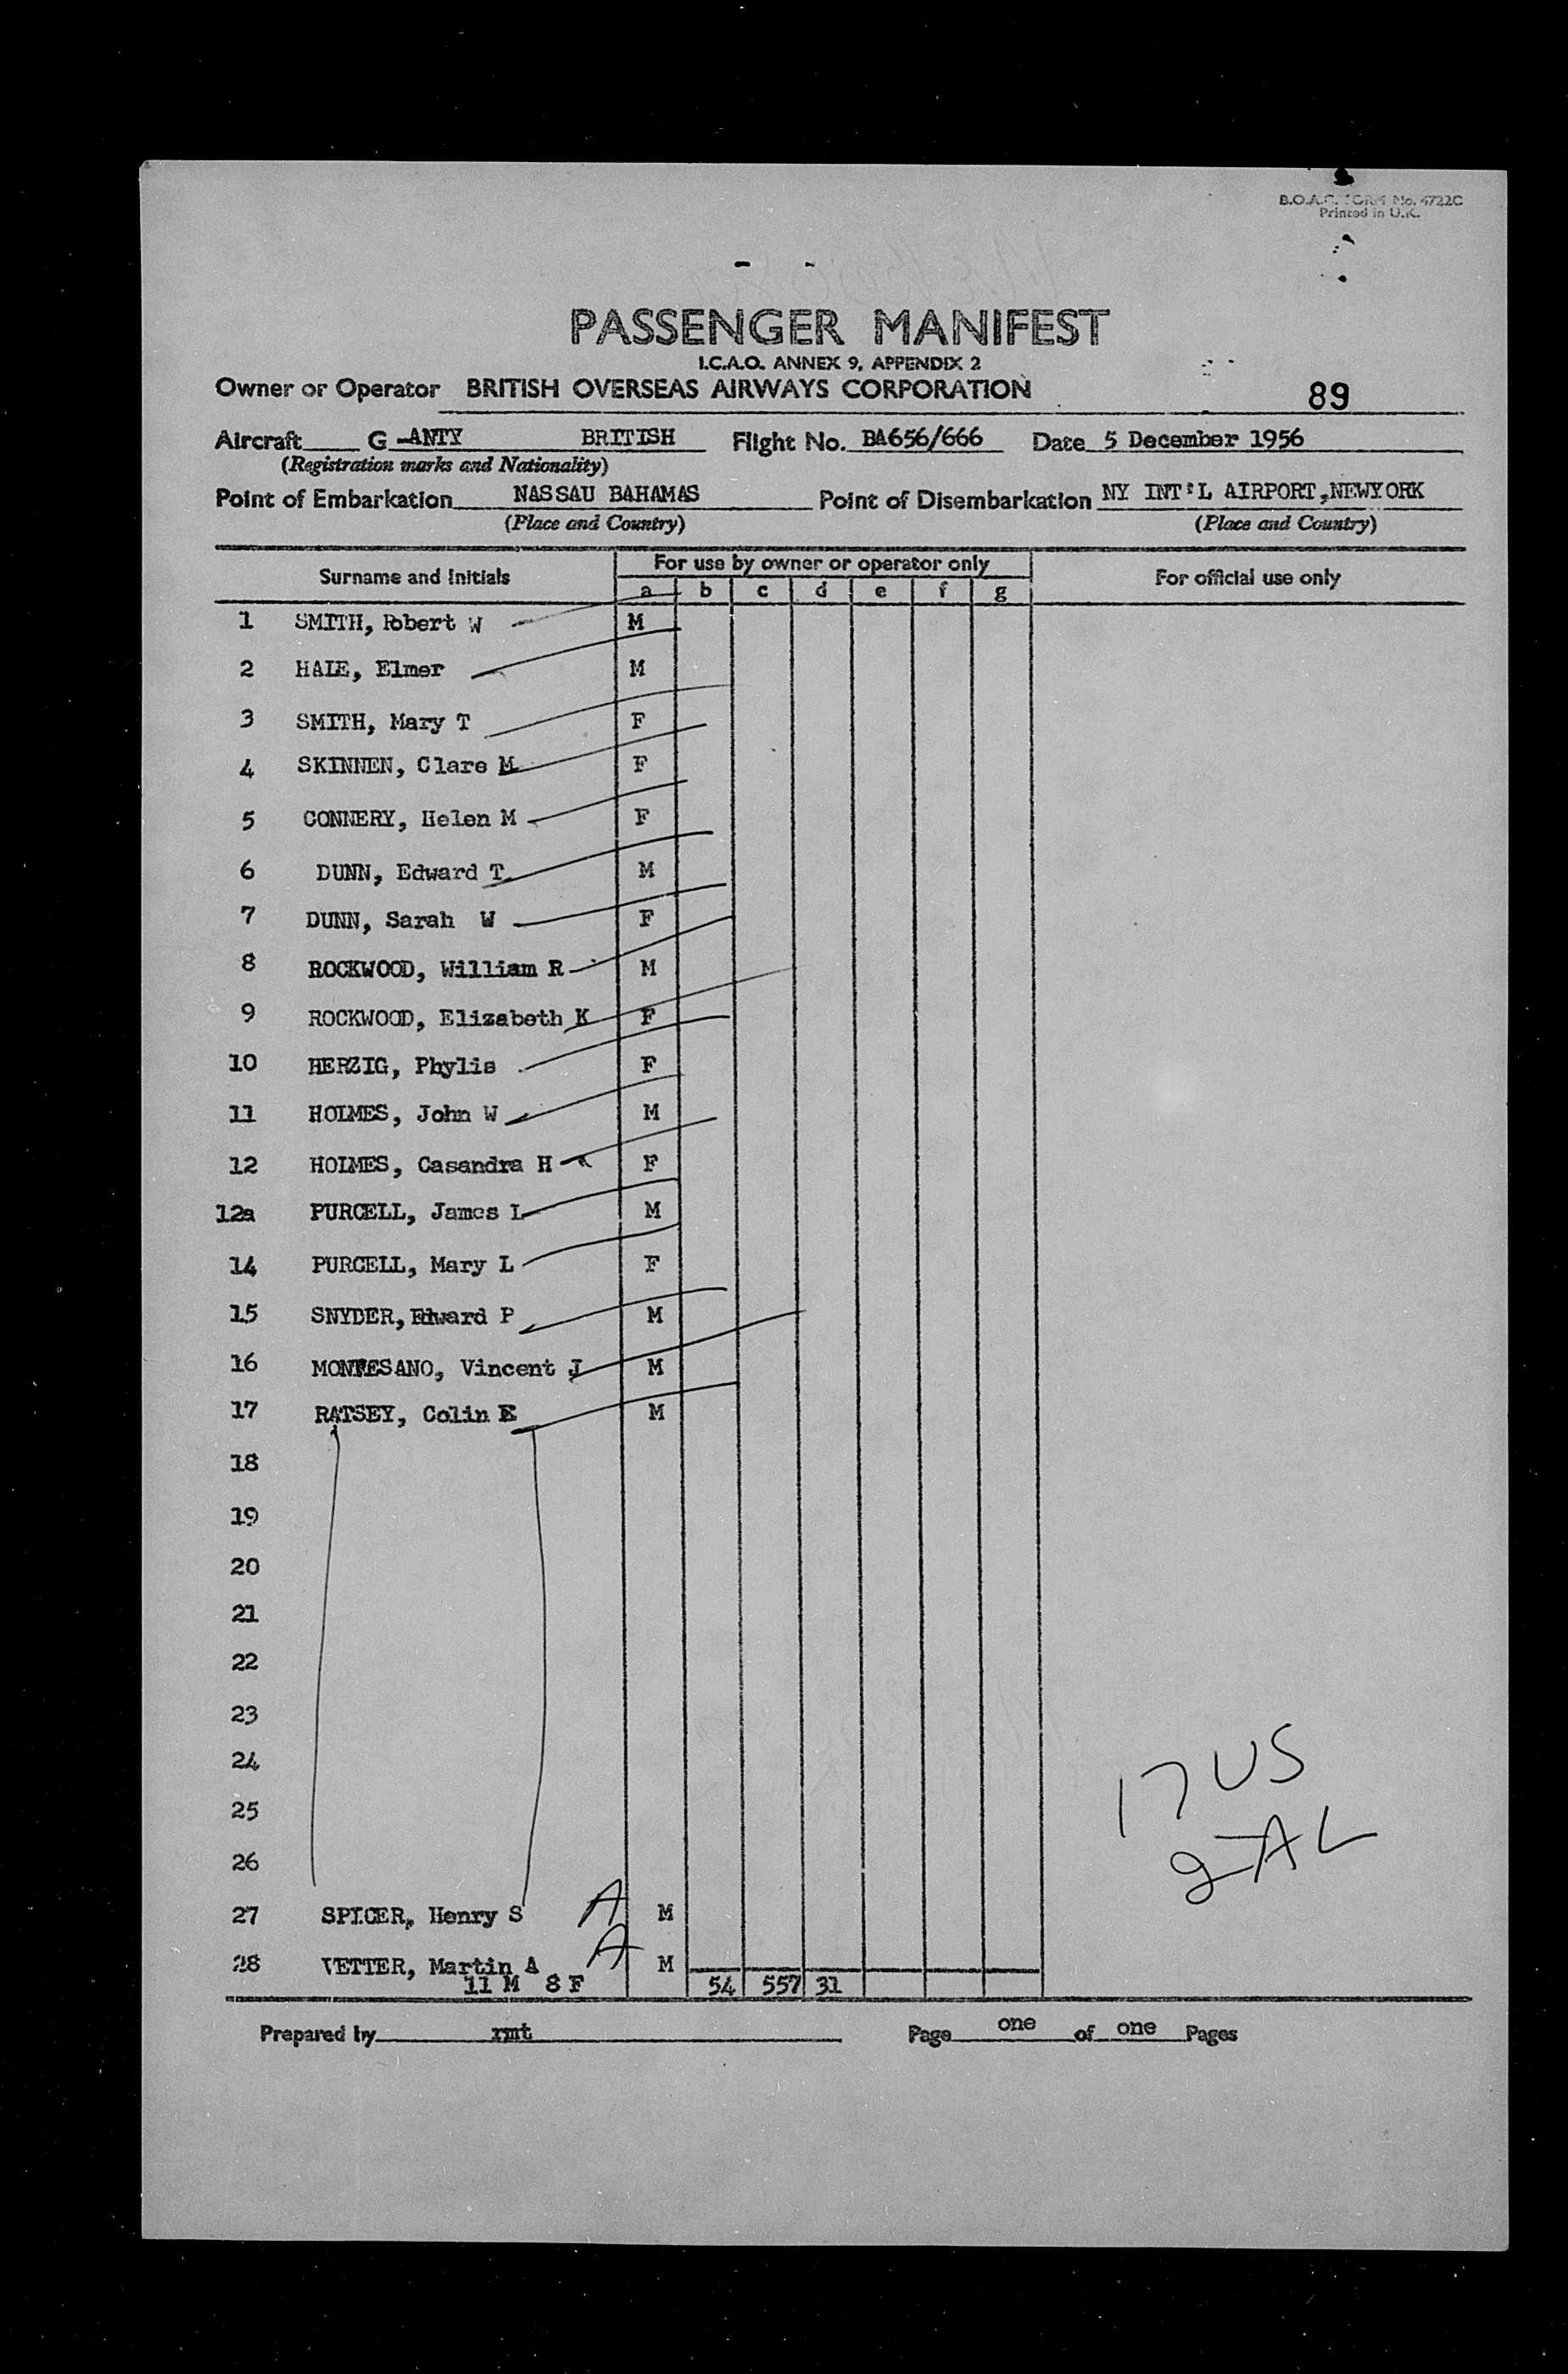 B.O.A.C. FORM No. 4722C
Printed in U.K.
PASSENGER MANIFEST
I.C.A.O. ANNEX 9, APPENDIX 2
Owner or Operator BRITISH OVERSEAS AIRWAYS CORPORATION 89
Aircraft G -ANTY BRITISH Flight No. BA656/666 Date 5 December 1956
(Registration marks and Nationality)
Point of Embarkation NASSAU BAHAMAS Point of Disembarkation NY INT'L AIRPORT,NEWYORK
(Place and Country) (Place and Country)
Surname and Initials For use by owner or operator only For official use only
a b c d e f g
1 SMITH, Robert W M
2 HALE, Elmer M
3 SMITH, Mary T F
4 SKINNEN, Clare M F
5 CONNERY, Helen M F
6 DUNN, Edward T M
7 DUNN, Sarah W F
8 ROCKWOOD, William R M
9 ROCKWOOD, Elizabeth K F
10 HERZIG, Phylis F
11 HOLMES, John W M
12 HOLMES, Casandra H F
12a PURCELL, James L M
14 PURCELL, Mary L F
15 SNYDER, Edward P M
16 MONTESANO, Vincent J M
17 RATSEY, Colin E M
18
19
20
21
22
23
24
25
26
17 US
2 AL
27 SPICER, Henry S A M
28 VETTER, Martin A A M
11 M 8 F 54 557 31
Prepared by rmt Page one of one Pages